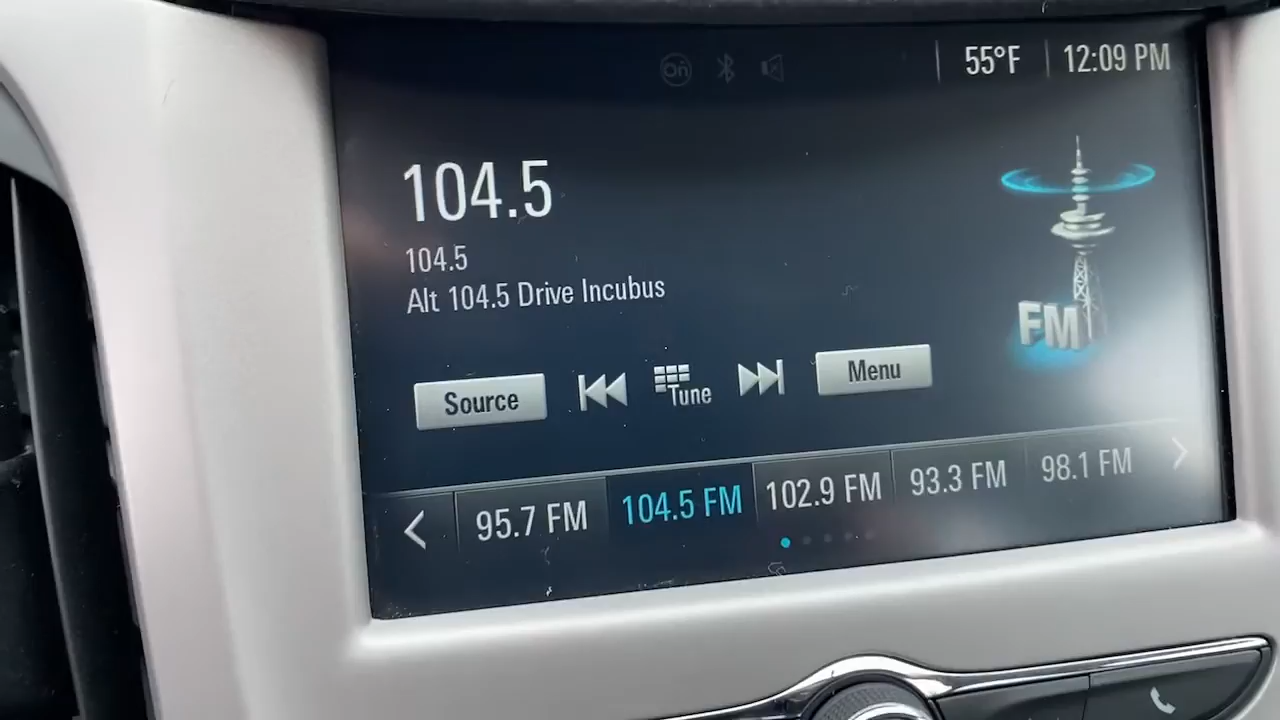 On
55°F
12:09 PM
104.5
104.5
Alt 104.5 Drive Incubus
FM
Source
Tune
Menu
95.7 FM
104.5 FM
102.9 FM
93.3 FM
98.1 FM